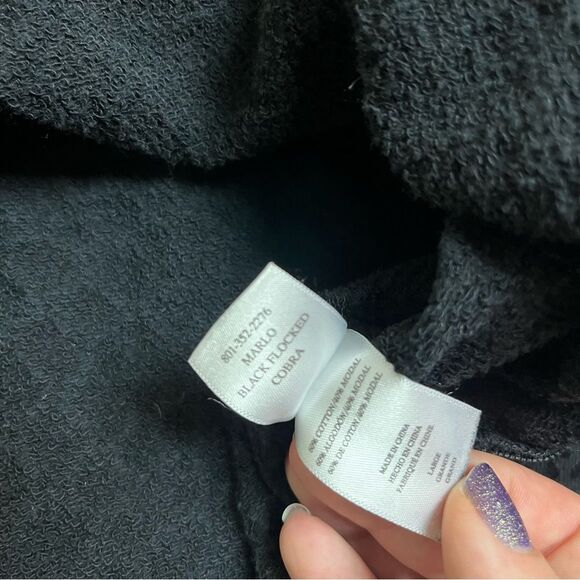 801-352-2276
MARLO
BLACK FLOCKED
COBRA
60% COTTON/40% MODAL
60% ALGODÓN/40% MODAL
60% DE COTON/40% MODAL
MADE IN CHINA
HECHO EN CHINA
FABRIQUÉ EN CHINE
LARGE
GRANDE
GRAND